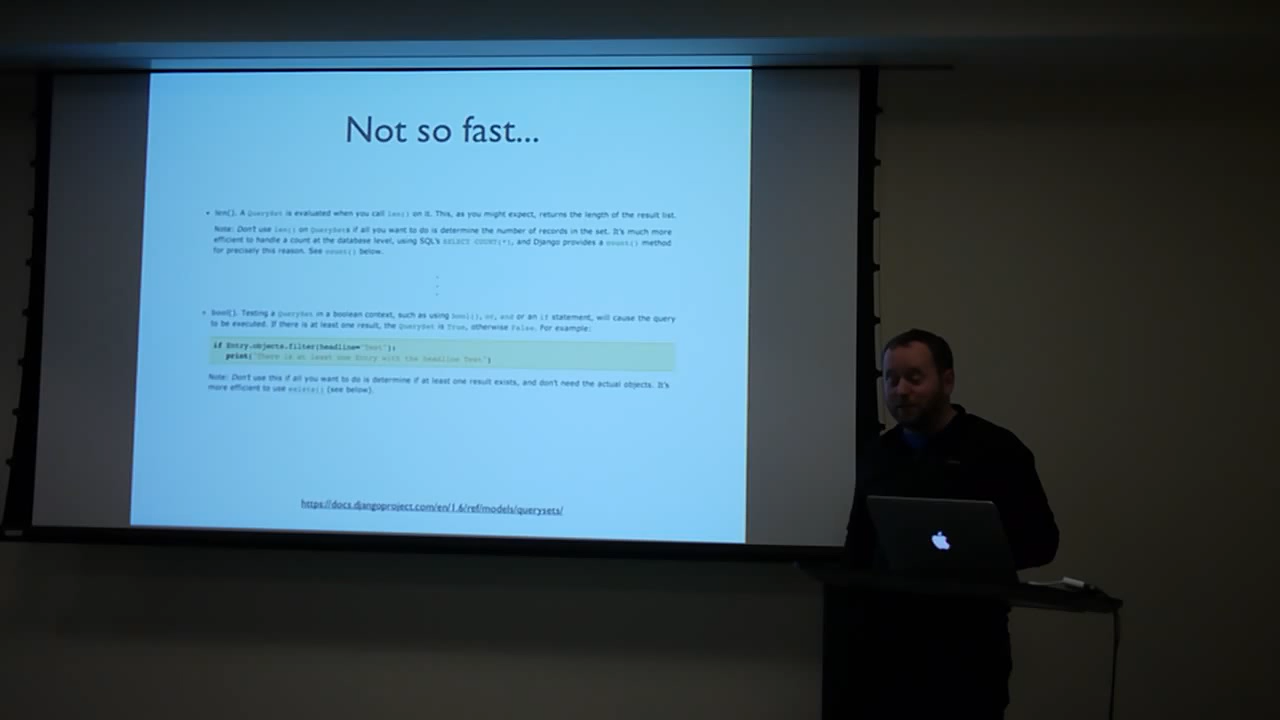 Not so fast...
• len(). A QuerySet is evaluated when you call len() on it. This, as you might expect, returns the length of the result list.
Note: Don't use len() on QuerySets if all you want to do is determine the number of records in the set. It's much more
efficient to handle a count at the database level, using SQL's SELECT COUNT(*), and Django provides a count() method
for precisely this reason. See count() below.
• bool(). Testing a QuerySet in a boolean context, such as using bool(), or, and or an if statement, will cause the query
to be executed. If there is at least one result, the QuerySet is True, otherwise False. For example:
if Entry.objects.filter(headline="Test"):
print("There is at least one Entry with the headline Test")
Note: Don't use this if all you want to do is determine if at least one result exists, and don't need the actual objects. It's
more efficient to use exists() (see below).
https://docs.djangoproject.com/en/1.6/ref/models/querysets/